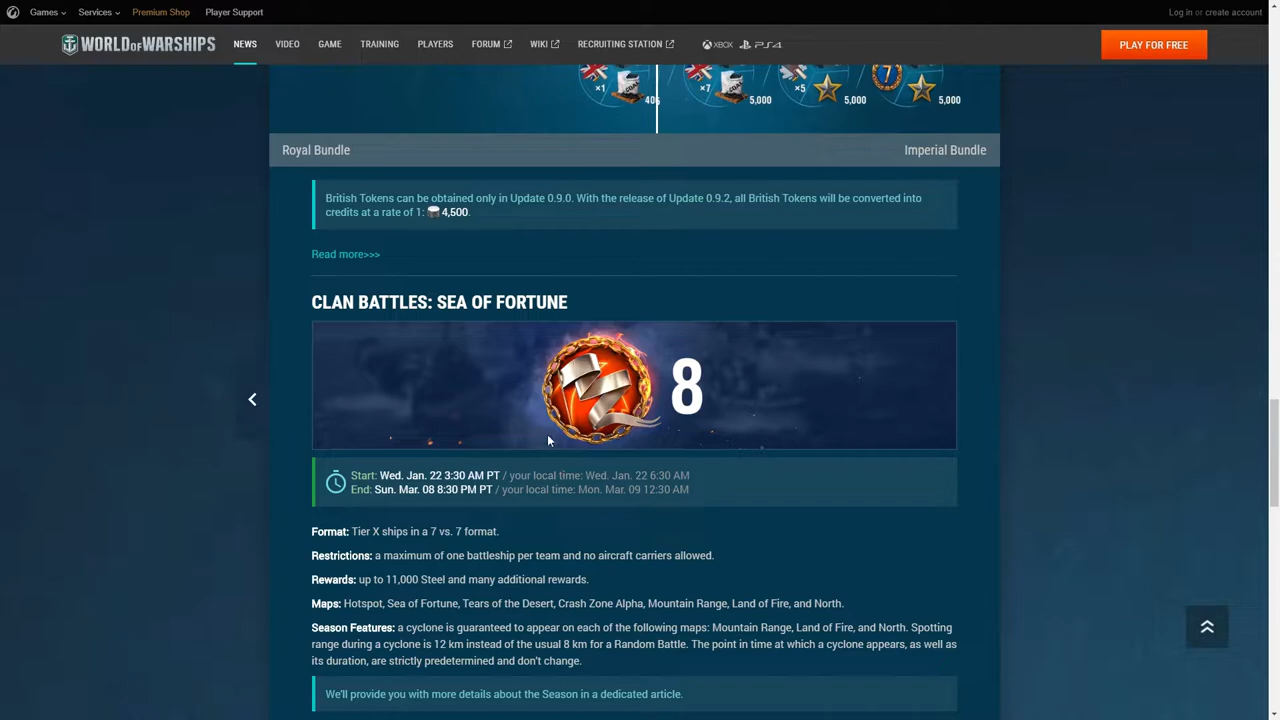 Games Services Premium Shop Player Support Log in or create account
WORLD OF WARSHIPS NEWS VIDEO GAME TRAINING PLAYERS FORUM WIKI RECRUITING STATION XBOX PS4 PLAY FOR FREE
×1 ×7 ×5 7
40 5,000 5,000 5,000
Royal Bundle Imperial Bundle
British Tokens can be obtained only in Update 0.9.0. With the release of Update 0.9.2, all British Tokens will be converted into
credits at a rate of 1: 4,500.
Read more>>>
CLAN BATTLES: SEA OF FORTUNE
8
Start: Wed. Jan. 22 3:30 AM PT / your local time: Wed. Jan. 22 6:30 AM
End: Sun. Mar. 08 8:30 PM PT / your local time: Mon. Mar. 09 12:30 AM
Format: Tier X ships in a 7 vs. 7 format.
Restrictions: a maximum of one battleship per team and no aircraft carriers allowed.
Rewards: up to 11,000 Steel and many additional rewards.
Maps: Hotspot, Sea of Fortune, Tears of the Desert, Crash Zone Alpha, Mountain Range, Land of Fire, and North.
Season Features: a cyclone is guaranteed to appear on each of the following maps: Mountain Range, Land of Fire, and North. Spotting
range during a cyclone is 12 km instead of the usual 8 km for a Random Battle. The point in time at which a cyclone appears, as well as
its duration, are strictly predetermined and don't change.
We'll provide you with more details about the Season in a dedicated article.